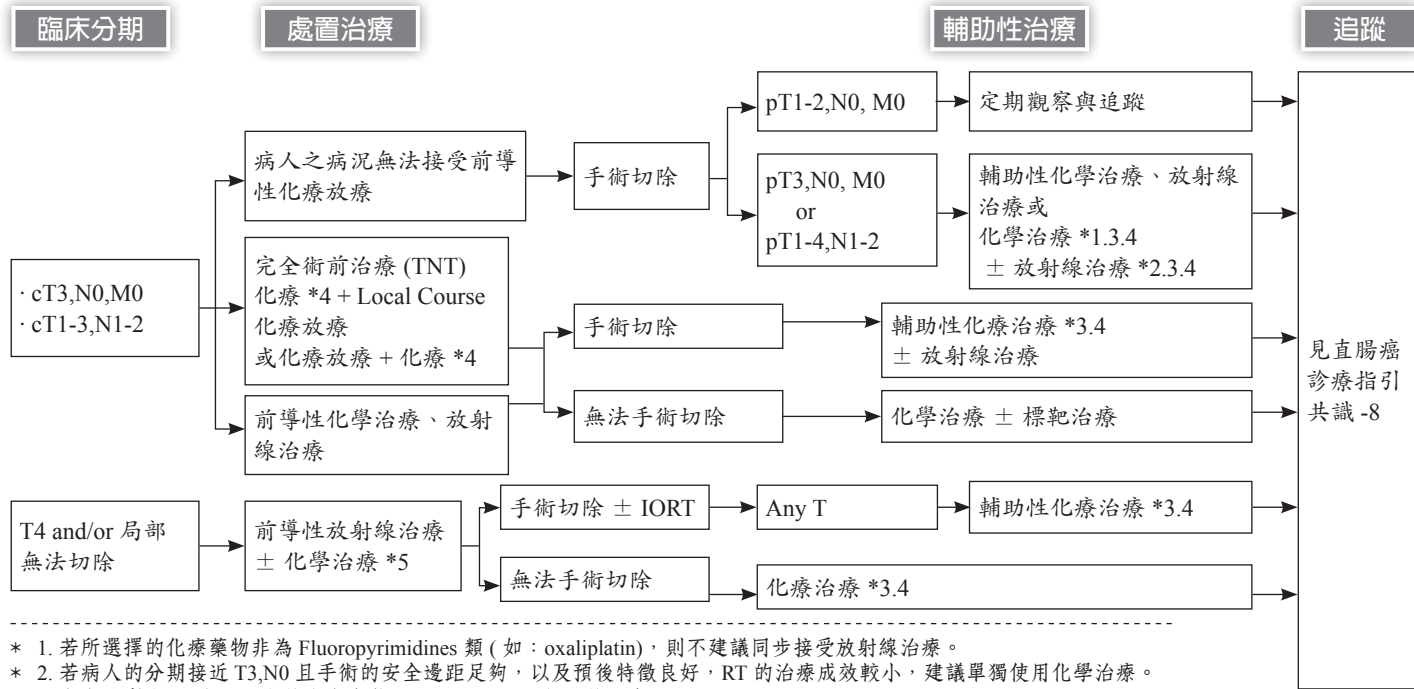 臨床分期
處置治療
輔助性治療
追蹤
· cT3,N0,M0
· cT1-3,N1-2
病人之病況無法接受前導
性化療放療
手術切除
pT1-2,N0, M0
定期觀察與追蹤
pT3,N0, M0
or
pT1-4,N1-2
輔助性化學治療、放射線
治療或
化學治療 *1.3.4
± 放射線治療 *2.3.4
完全術前治療 (TNT)
化療 *4 + Local Course
化療放療
或化療放療 + 化療 *4
前導性化學治療、放射
線治療
手術切除
輔助性化療治療 *3.4
± 放射線治療
無法手術切除
化學治療 ± 標靶治療
T4 and/or 局部
無法切除
前導性放射線治療
± 化學治療 *5
手術切除 ± IORT
Any T
輔助性化療治療 *3.4
無法手術切除
化療治療 *3.4
見直腸癌
診療指引
共識 -8
* 1. 若所選擇的化療藥物非為 Fluoropyrimidines 類 ( 如：oxaliplatin)，則不建議同步接受放射線治療。
* 2. 若病人的分期接近 T3,N0 且手術的安全邊距足夠，以及預後特徵良好，RT 的治療成效較小，建議單獨使用化學治療。